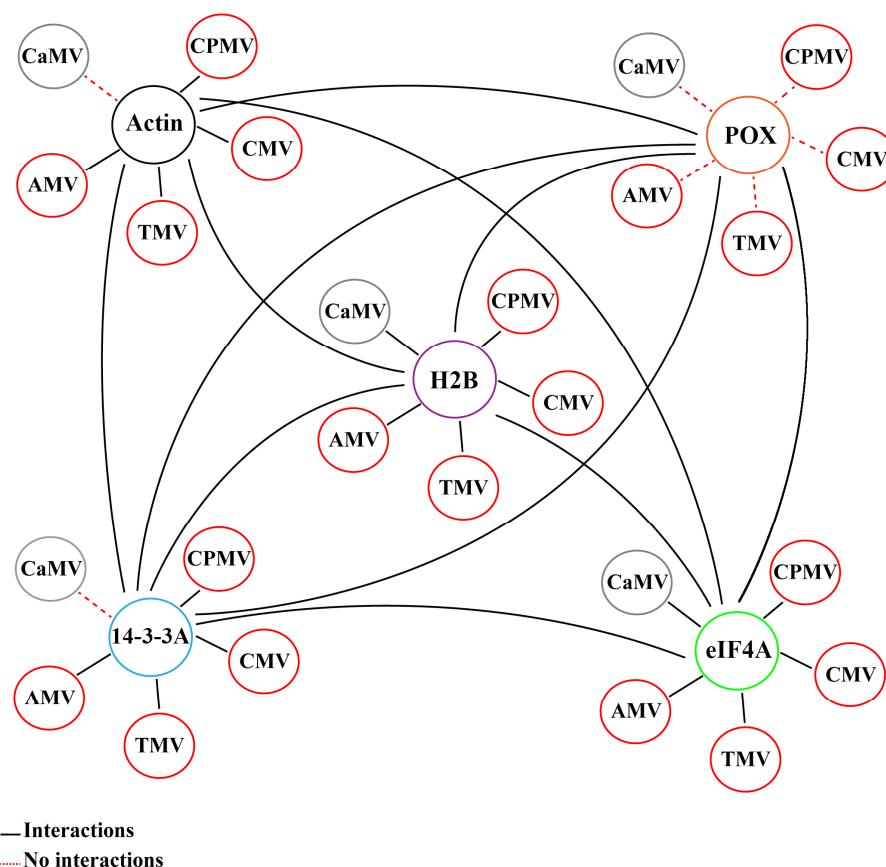 CaMV
CPMV
Actin
CMV
AMV
TMV
CaMV
CPMV
POX
CMV
AMV
TMV
CaMV
CPMV
H2B
CMV
AMV
TMV
CaMV
CPMV
14-3-3A
CMV
AMV
TMV
CaMV
CPMV
eIF4A
CMV
AMV
TMV
Interactions
No interactions